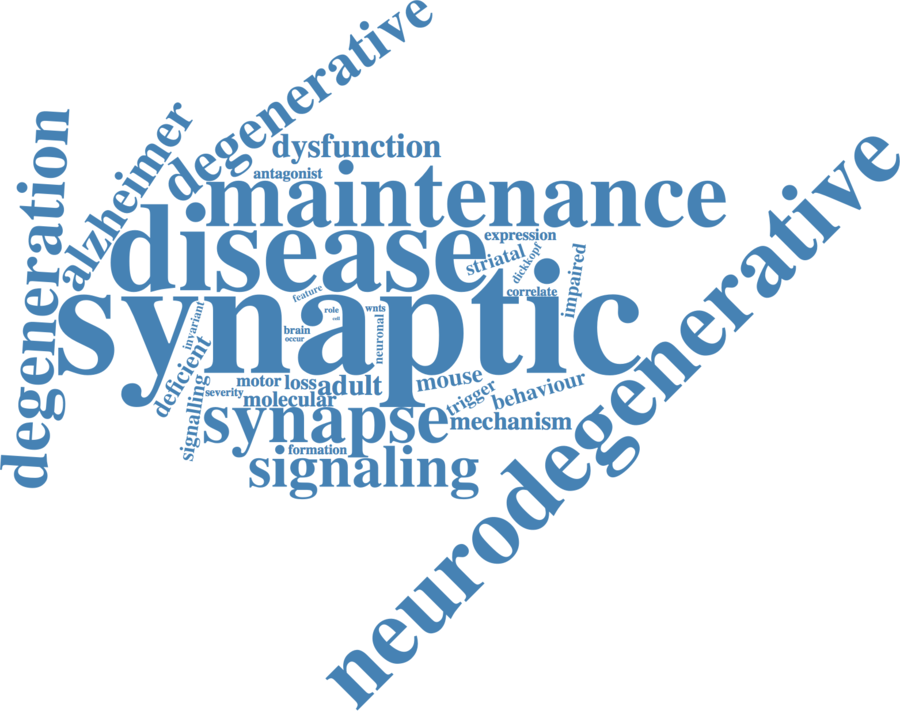 degenerative
degeneration
alzheimer
dysfunction
antagonist
maintenance
neurodegenerative
disease
expression
striatal
dickkopf
impaired
correlate
synaptic
feature
role
wnts
cell
brain
occur
neuronal
invariant
deficient
signalling
severity
motor
loss
adult
mouse
molecular
trigger
behaviour
synapse
mechanism
formation
signaling